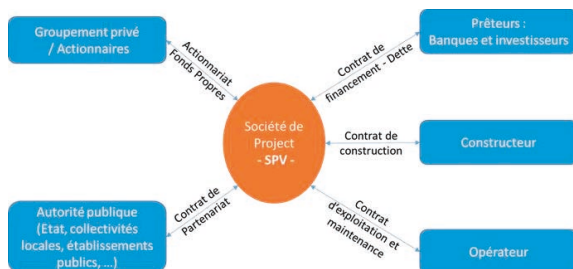 Groupement privé
/ Actionnaires
Actionnariat
Fonds Propres
Prêteurs :
Banques et investisseurs
Contrat de
financement - Dette
Société de
Project
- SPV -
Contrat de
construction
Constructeur
Autorité publique
(Etat, collectivités
locales, établissements
publics, ...)
Contrat de
Partenariat
Contrat
d'exploitation et
maintenance
Opérateur